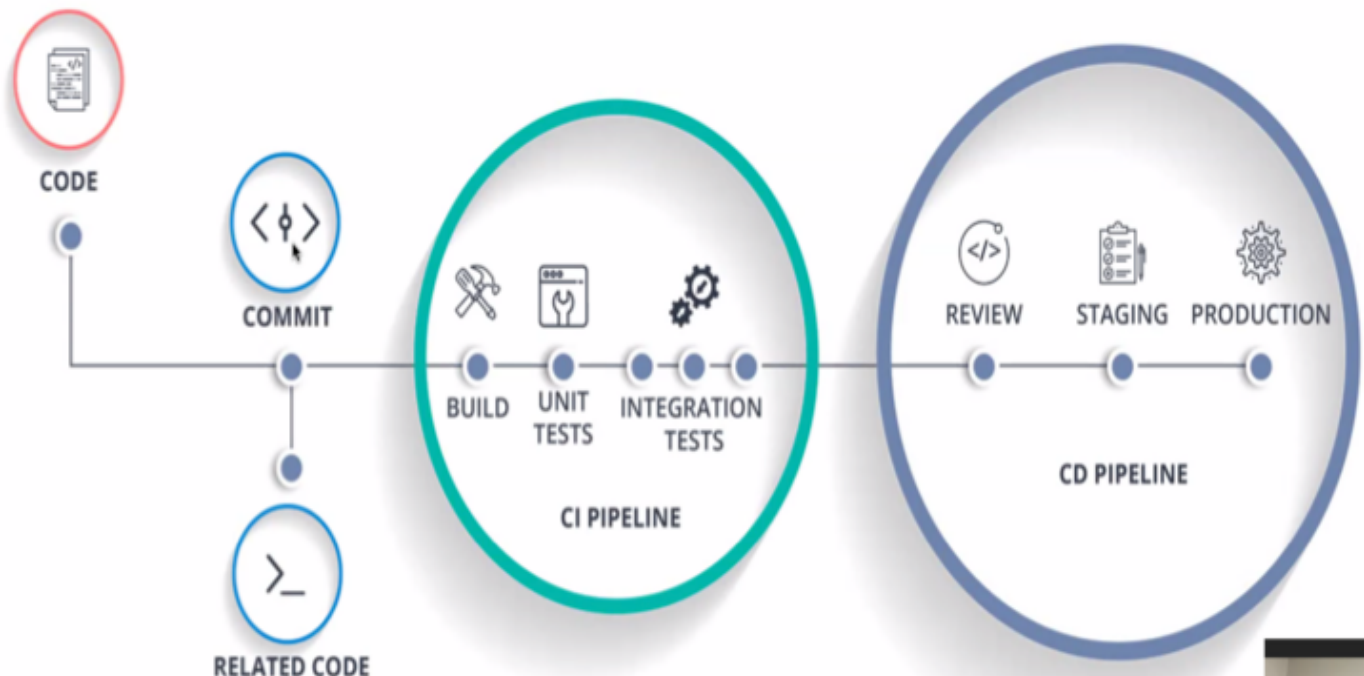 CODE
COMMIT
RELATED CODE
BUILD
UNIT
TESTS
INTEGRATION
TESTS
CI PIPELINE
REVIEW
STAGING
PRODUCTION
CD PIPELINE